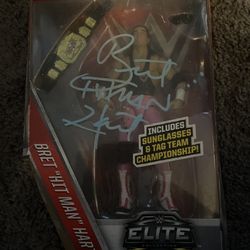 Bret
"Hitman"
Hart
INCLUDES
SUNGLASSES
& TAG TEAM
CHAMPIONSHIP!
BRET "HIT MAN" HART
ELITE